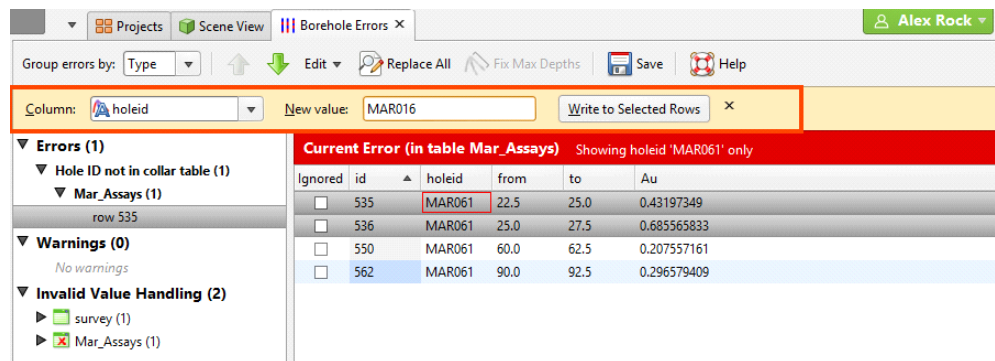 Projects Scene View Borehole Errors × Alex Rock
Group errors by: Type Edit Replace All Fix Max Depths Save Help
Column: holeid New value: MAR016 Write to Selected Rows ×
Errors (1)
Hole ID not in collar table (1)
Mar_Assays (1)
row 535
Warnings (0)
No warnings
Invalid Value Handling (2)
survey (1)
Mar_Assays (1)
Current Error (in table Mar_Assays) Showing holeid 'MAR061' only
Ignored id holeid from to Au
535 MAR061 22.5 25.0 0.43197349
536 MAR061 25.0 27.5 0.685565833
550 MAR061 60.0 62.5 0.207557161
562 MAR061 90.0 92.5 0.296579409